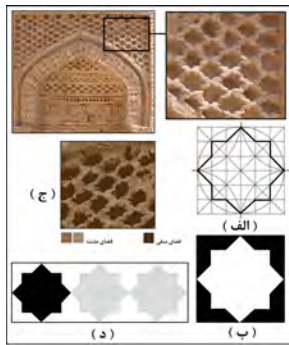 ( ج )
( الف )
فضای مثبت
فضای منفی
( د )
( ب )